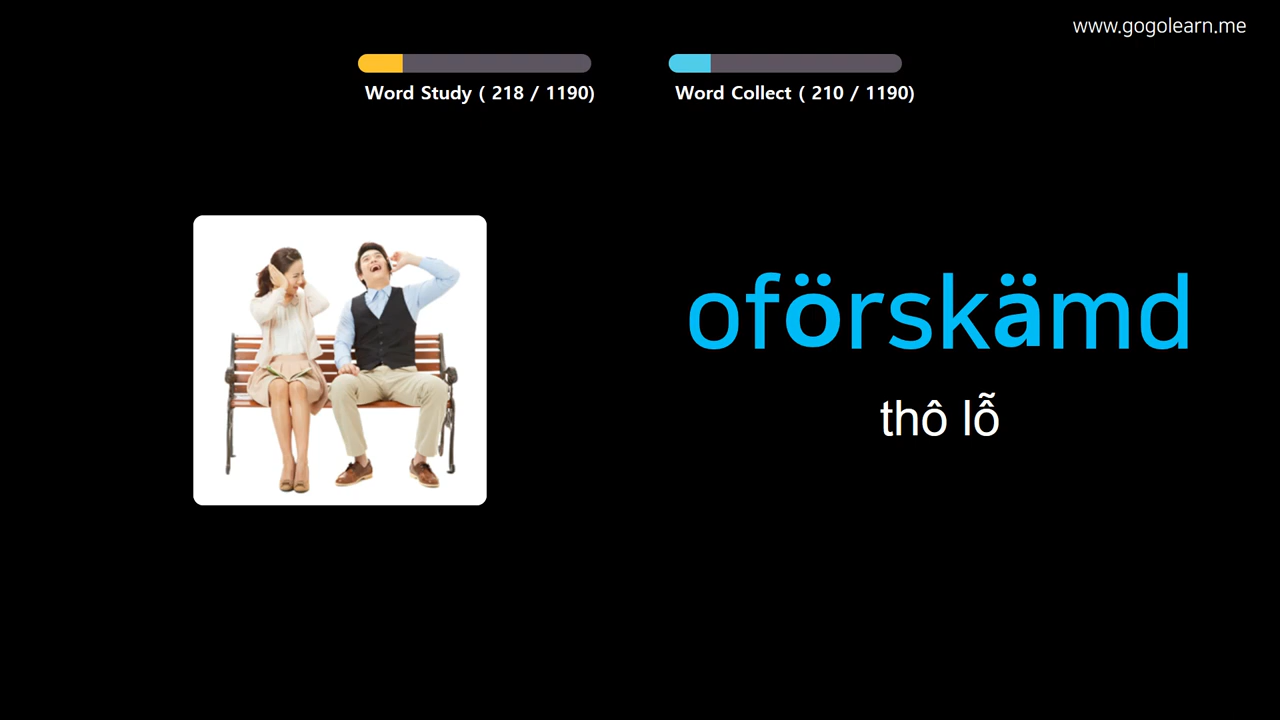 www.gogolearn.me
Word Study ( 218 / 1190)
Word Collect ( 210 / 1190)
oförskämd
thô lỗ